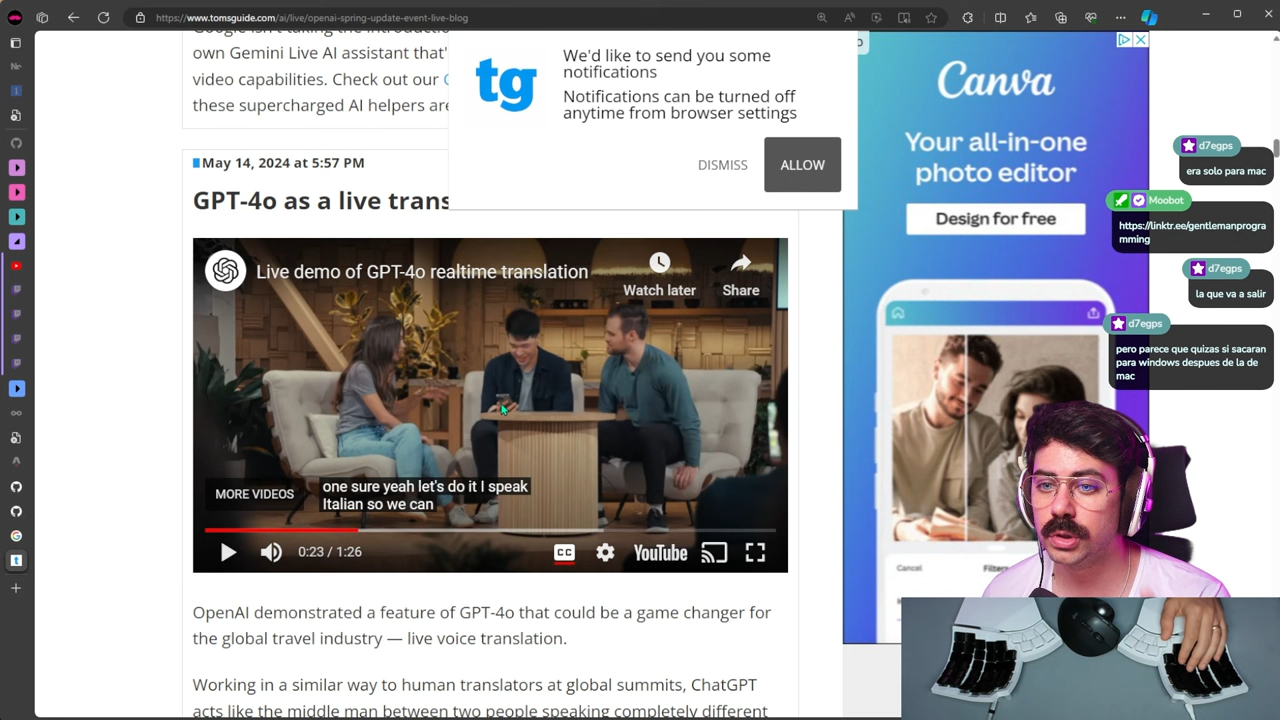 https://www.tomsguide.com/ai/live/openai-spring-update-event-live-blog
own Gemini Live AI assistant that'
video capabilities. Check out our
these supercharged AI helpers are
tg
We'd like to send you some
notifications
Notifications can be turned off
anytime from browser settings
DISMISS
ALLOW
May 14, 2024 at 5:57 PM
GPT-4o as a live trans
Live demo of GPT-4o realtime translation
Watch later
Share
one sure yeah let's do it I speak
Italian so we can
MORE VIDEOS
0:23 / 1:26
CC
YouTube
OpenAI demonstrated a feature of GPT-4o that could be a game changer for
the global travel industry — live voice translation.
Working in a similar way to human translators at global summits, ChatGPT
acts like the middle man between two people speaking completely different
Canva
Your all-in-one
photo editor
Design for free
Cancel
Filters
d7egps
era solo para mac
Moobot
https://linktr.ee/gentlemanprogra
mming
d7egps
la que va a salir
d7egps
pero parece que quizas si sacaran
para windows despues de la de
mac